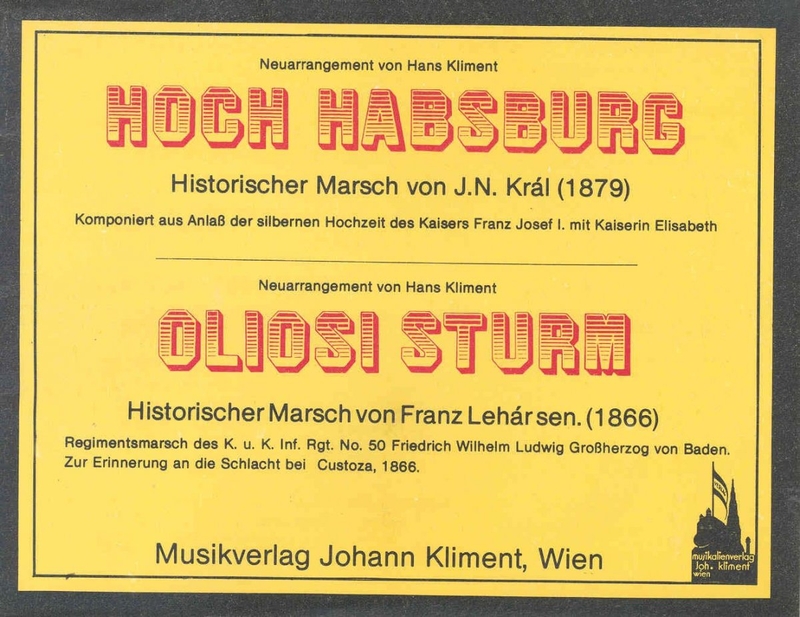 Neuarrangement von Hans Kliment
HOCH HABSBURG
Historischer Marsch von J.N. Král (1879)
Komponiert aus Anlaß der silbernen Hochzeit des Kaisers Franz Josef I. mit Kaiserin Elisabeth
Neuarrangement von Hans Kliment
OLIOSI STURM
Historischer Marsch von Franz Lehár sen. (1866)
Regimentsmarsch des K. u. K. Inf. Rgt. No. 50 Friedrich Wilhelm Ludwig Großherzog von Baden.
Zur Erinnerung an die Schlacht bei Custoza, 1866.
Musikverlag Johann Kliment, Wien
musikalienverlag
Joh. kliment
wien